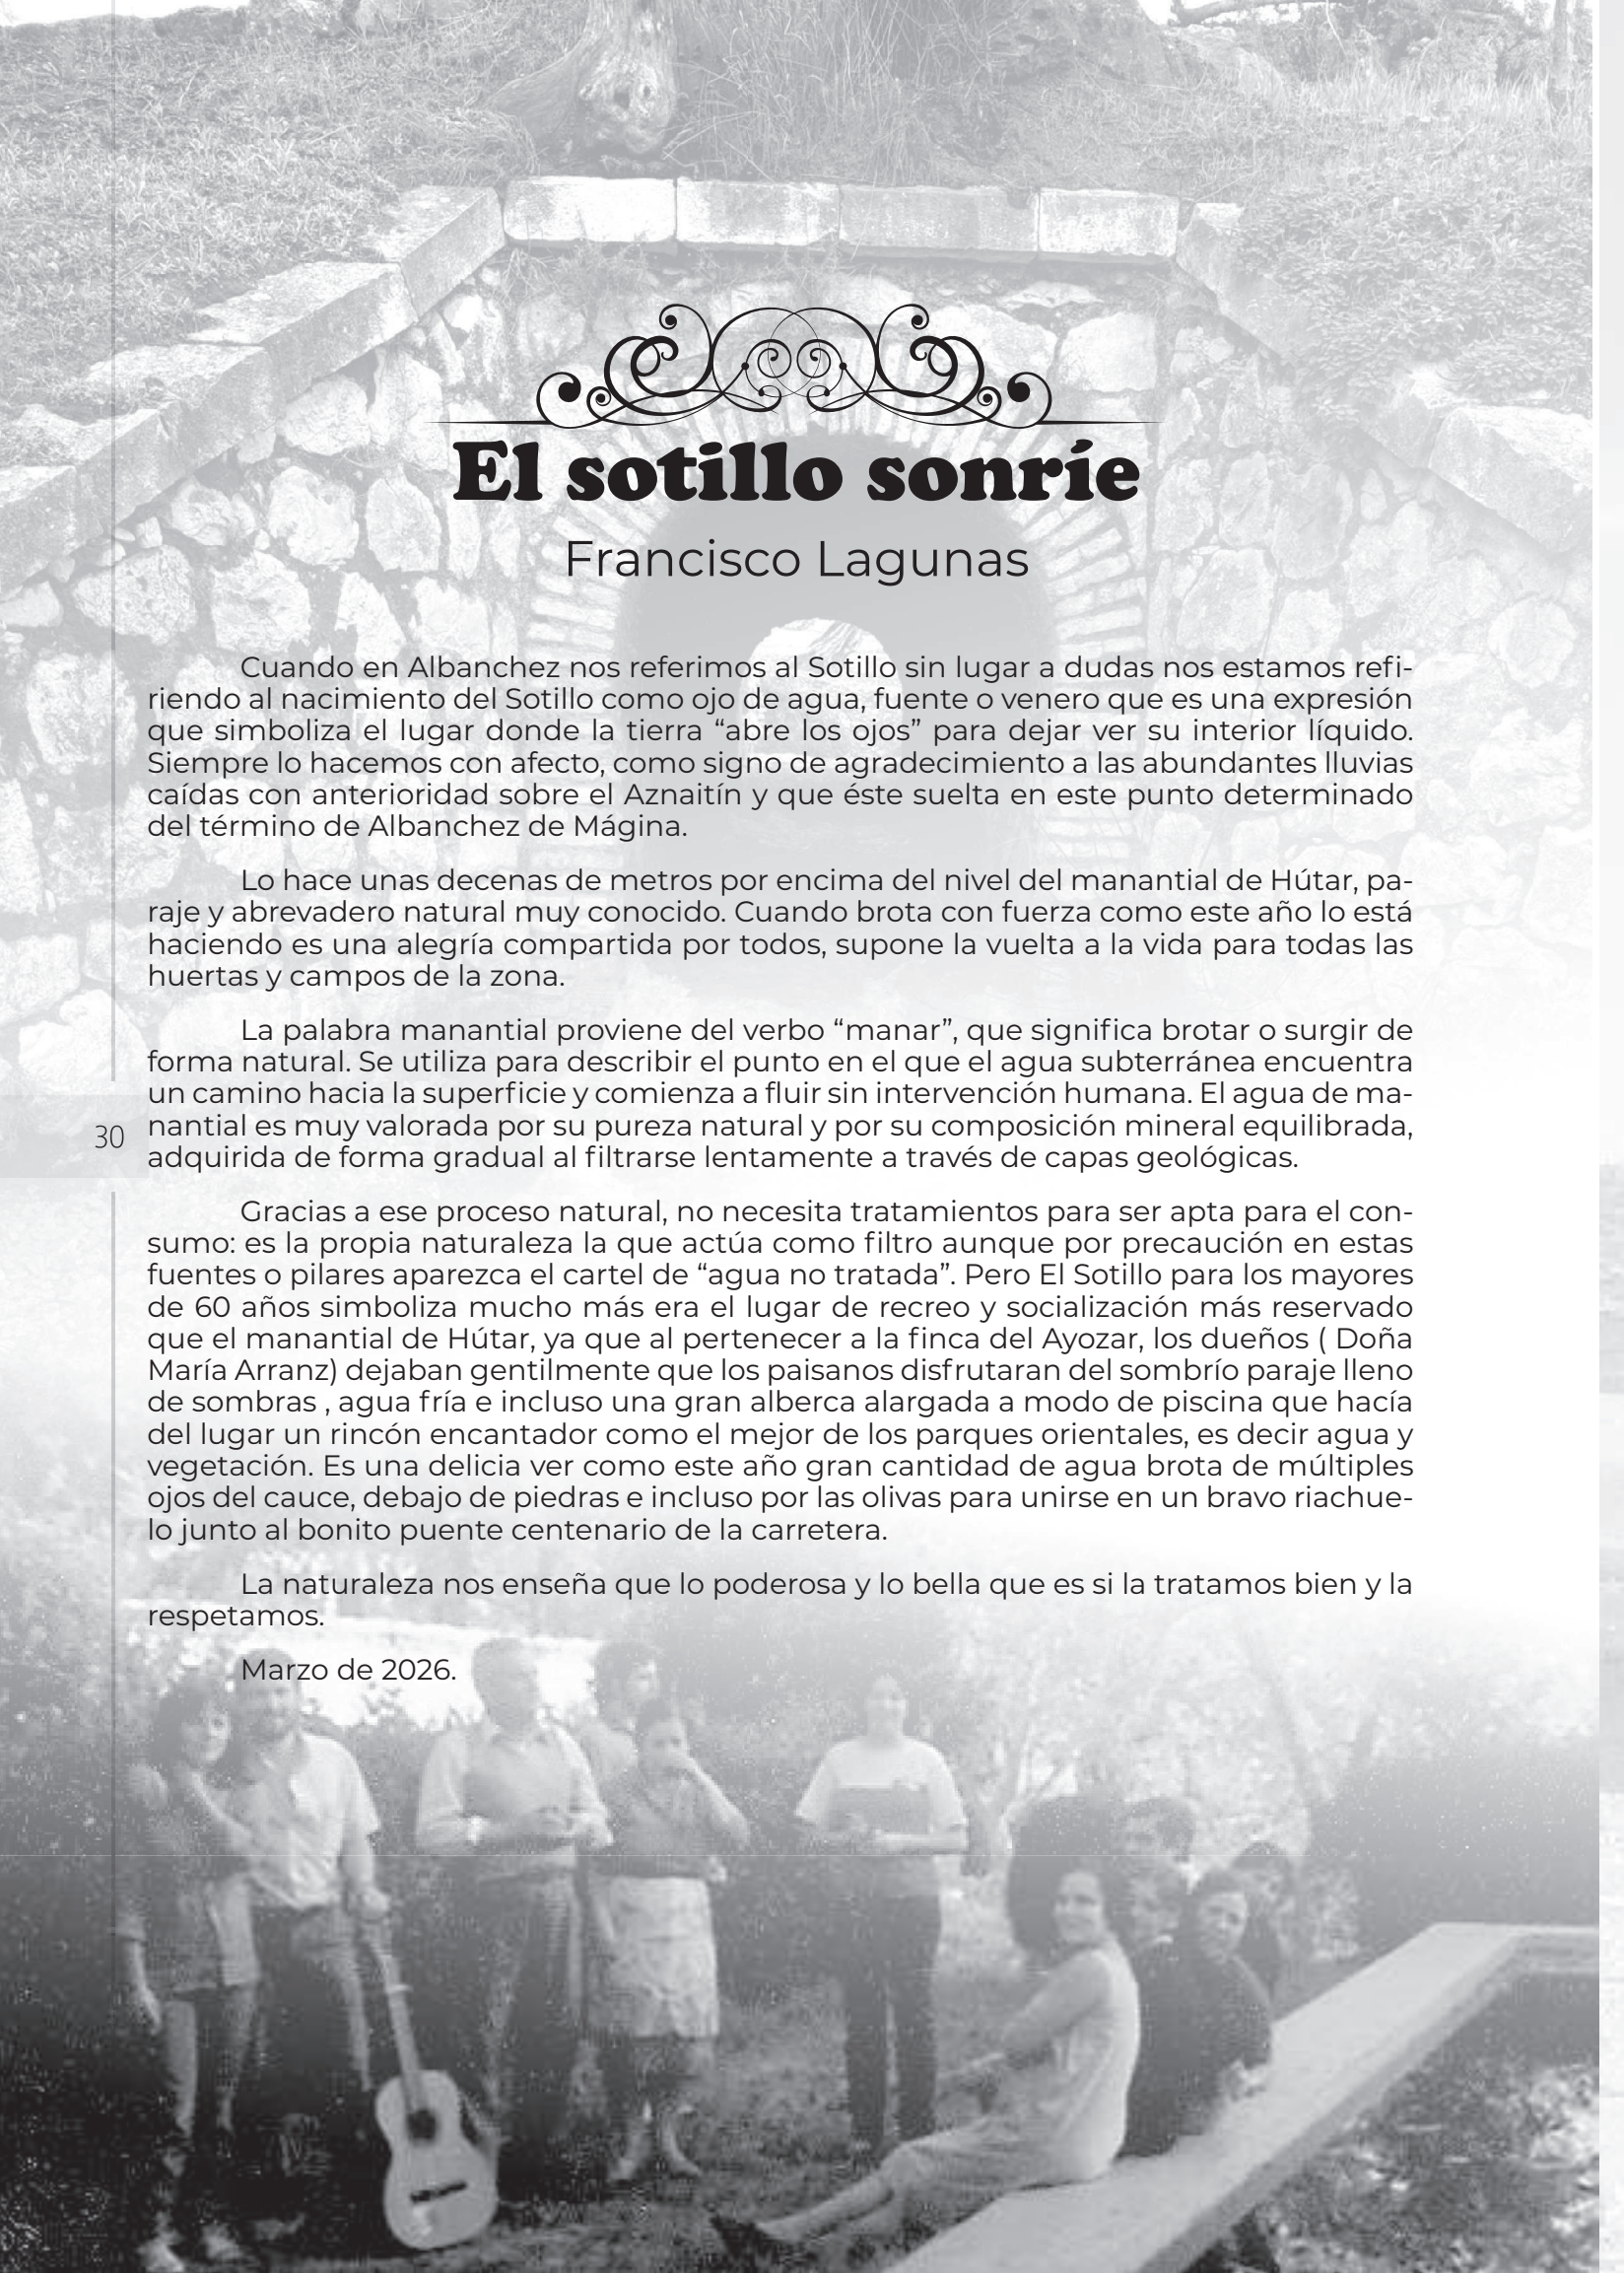 El sotillo sonríe
Francisco Lagunas
Cuando en Albanchez nos referimos al Sotillo sin lugar a dudas nos estamos refi-
riendo al nacimiento del Sotillo como ojo de agua, fuente o venero que es una expresión
que simboliza el lugar donde la tierra “abre los ojos” para dejar ver su interior líquido.
Siempre lo hacemos con afecto, como signo de agradecimiento a las abundantes lluvias
caídas con anterioridad sobre el Aznaitín y que éste suelta en este punto determinado
del término de Albanchez de Mágina.
Lo hace unas decenas de metros por encima del nivel del manantial de Hútar, pa-
raje y abrevadero natural muy conocido. Cuando brota con fuerza como este año lo está
haciendo es una alegría compartida por todos, supone la vuelta a la vida para todas las
huertas y campos de la zona.
La palabra manantial proviene del verbo “manar”, que significa brotar o surgir de
forma natural. Se utiliza para describir el punto en el que el agua subterránea encuentra
un camino hacia la superficie y comienza a fluir sin intervención humana. El agua de ma-
nantial es muy valorada por su pureza natural y por su composición mineral equilibrada,
adquirida de forma gradual al filtrarse lentamente a través de capas geológicas.
Gracias a ese proceso natural, no necesita tratamientos para ser apta para el con-
sumo: es la propia naturaleza la que actúa como filtro aunque por precaución en estas
fuentes o pilares aparezca el cartel de “agua no tratada”. Pero El Sotillo para los mayores
de 60 años simboliza mucho más era el lugar de recreo y socialización más reservado
que el manantial de Hútar, ya que al pertenecer a la finca del Ayozar, los dueños ( Doña
María Arranz) dejaban gentilmente que los paisanos disfrutaran del sombrío paraje lleno
de sombras , agua fría e incluso una gran alberca alargada a modo de piscina que hacía
del lugar un rincón encantador como el mejor de los parques orientales, es decir agua y
vegetación. Es una delicia ver como este año gran cantidad de agua brota de múltiples
ojos del cauce, debajo de piedras e incluso por las olivas para unirse en un bravo riachue-
lo junto al bonito puente centenario de la carretera.
La naturaleza nos enseña que lo poderosa y lo bella que es si la tratamos bien y la
respetamos.
Marzo de 2026.
30